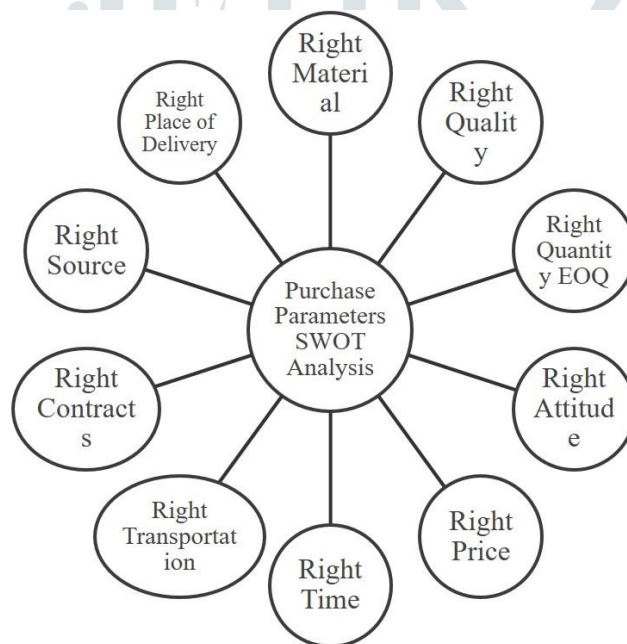 Right
Materi
al
Right
Qualit
y
Right
Quantit
y EOQ
Right
Attitud
e
Right
Price
Right
Time
Right
Transportat
ion
Right
Contract
s
Right
Source
Right
Place of
Delivery
Purchase
Parameters
SWOT
Analysis